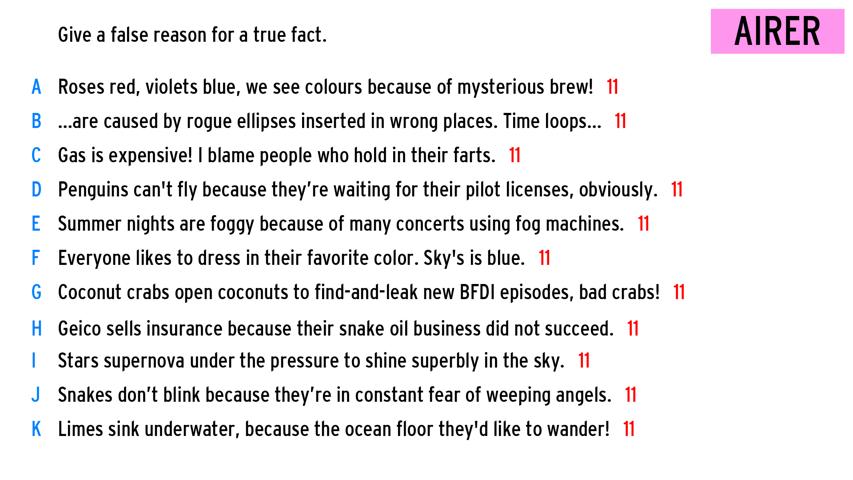 Give a false reason for a true fact.
AIRER
A Roses red, violets blue, we see colours because of mysterious brew! 11
B ...are caused by rogue ellipses inserted in wrong places. Time loops... 11
C Gas is expensive! I blame people who hold in their farts. 11
D Penguins can't fly because they’re waiting for their pilot licenses, obviously. 11
E Summer nights are foggy because of many concerts using fog machines. 11
F Everyone likes to dress in their favorite color. Sky's is blue. 11
G Coconut crabs open coconuts to find-and-leak new BFDI episodes, bad crabs! 11
H Geico sells insurance because their snake oil business did not succeed. 11
I Stars supernova under the pressure to shine superbly in the sky. 11
J Snakes don’t blink because they’re in constant fear of weeping angels. 11
K Limes sink underwater, because the ocean floor they'd like to wander! 11